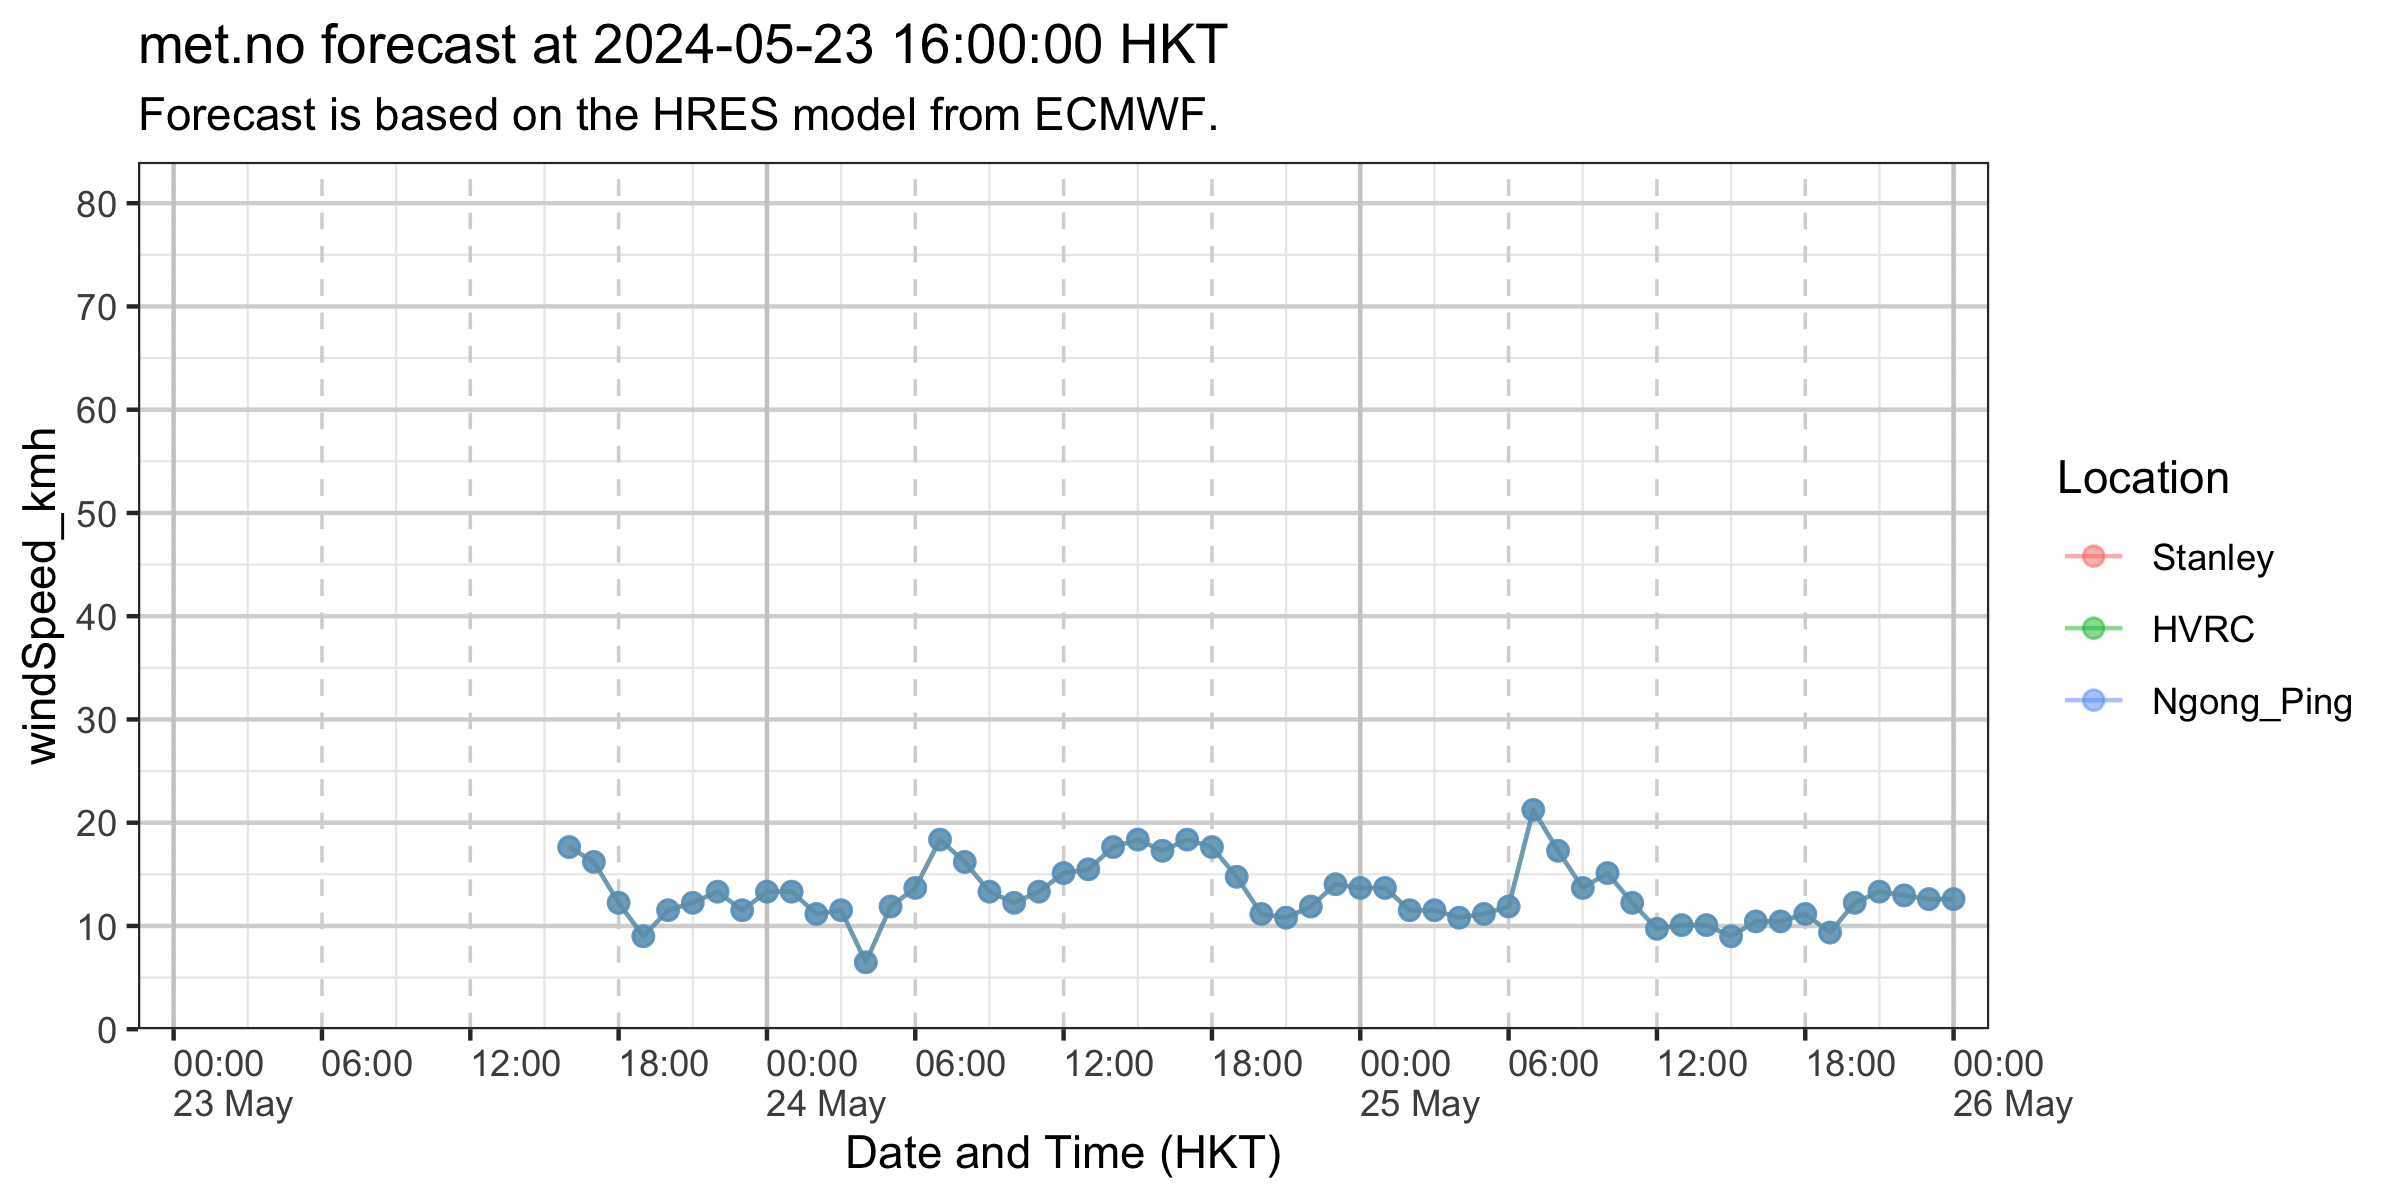 met.no forecast at 2024-05-23 16:00:00 HKT
Forecast is based on the HRES model from ECMWF.
windSpeed_kmh
80
70
60
50
40
30
20
10
0
00:00 06:00 12:00 18:00 00:00 06:00 12:00 18:00 00:00 06:00 12:00 18:00 00:00
23 May 24 May 25 May 26 May
Date and Time (HKT)
Location
Stanley
HVRC
Ngong_Ping